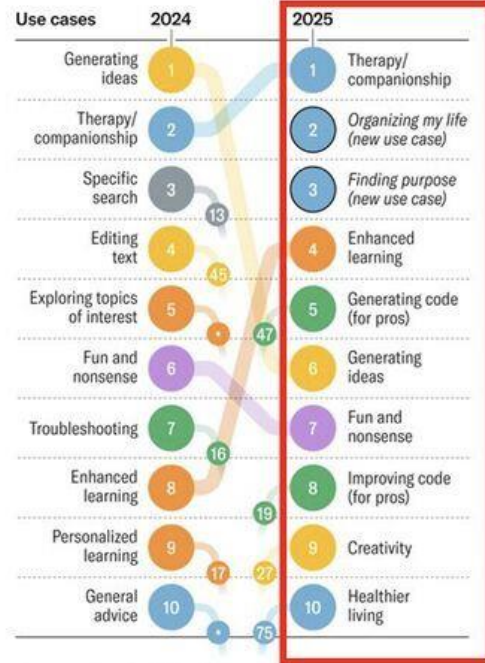 Use cases 2024 2025
Generating
ideas
1
1
Therapy/
companionship
Therapy/
companionship
2
2
Organizing my life
(new use case)
Specific
search
3
13
3
Finding purpose
(new use case)
Editing
text
4
45
4
Enhanced
learning
Exploring topics
of interest
5
*
47
5
Generating code
(for pros)
Fun and
nonsense
6
6
Generating
ideas
Troubleshooting
7
16
7
Fun and
nonsense
Enhanced
learning
8
19
8
Improving code
(for pros)
Personalized
learning
9
17
27
9
Creativity
General
advice
10
*
75
10
Healthier
living